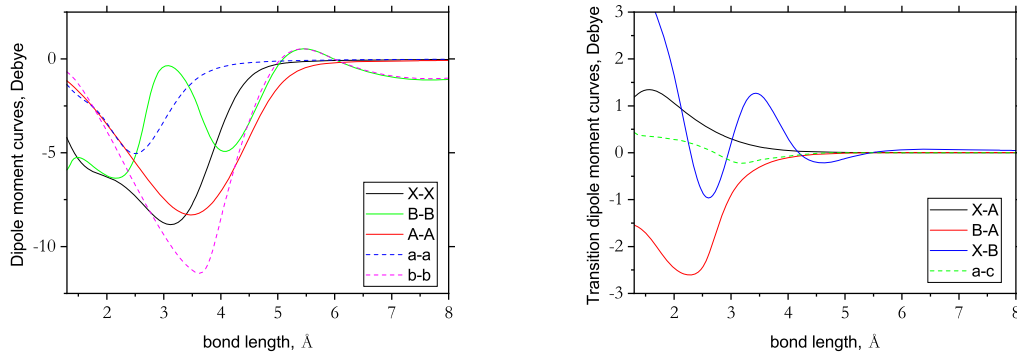 Dipole moment curves, Debye
0
-5
-10
X-X
B-B
A-A
a-a
b-b
2
3
4
5
6
7
8
bond length, Å
Transition dipole moment curves, Debye
3
2
1
0
-1
-2
-3
X-A
B-A
X-B
a-c
2
3
4
5
6
7
8
bond length, Å